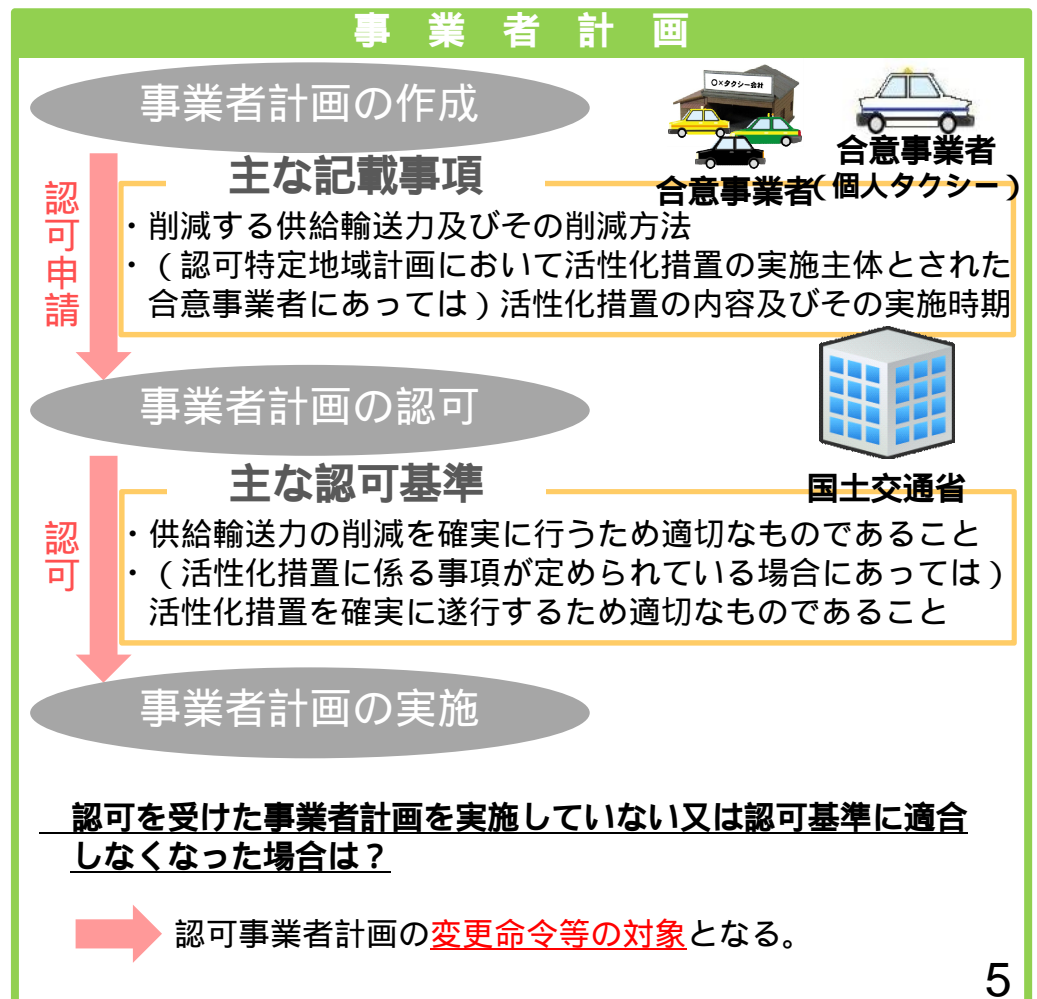 事業者計画
事業者計画の作成
○×タクシー会社
合意事業者
合意事業者
(個人タクシー)
認可申請
主な記載事項
・削減する供給輸送力及びその削減方法
・(認可特定地域計画において活性化措置の実施主体とされた
合意事業者にあっては)活性化措置の内容及びその実施時期
事業者計画の認可
国土交通省
認可
主な認可基準
・供給輸送力の削減を確実に行うため適切なものであること
・(活性化措置に係る事項が定められている場合にあっては)
活性化措置を確実に遂行するため適切なものであること
事業者計画の実施
認可を受けた事業者計画を実施していない又は認可基準に適合
しなくなった場合は?
認可事業者計画の変更命令等の対象となる。
5